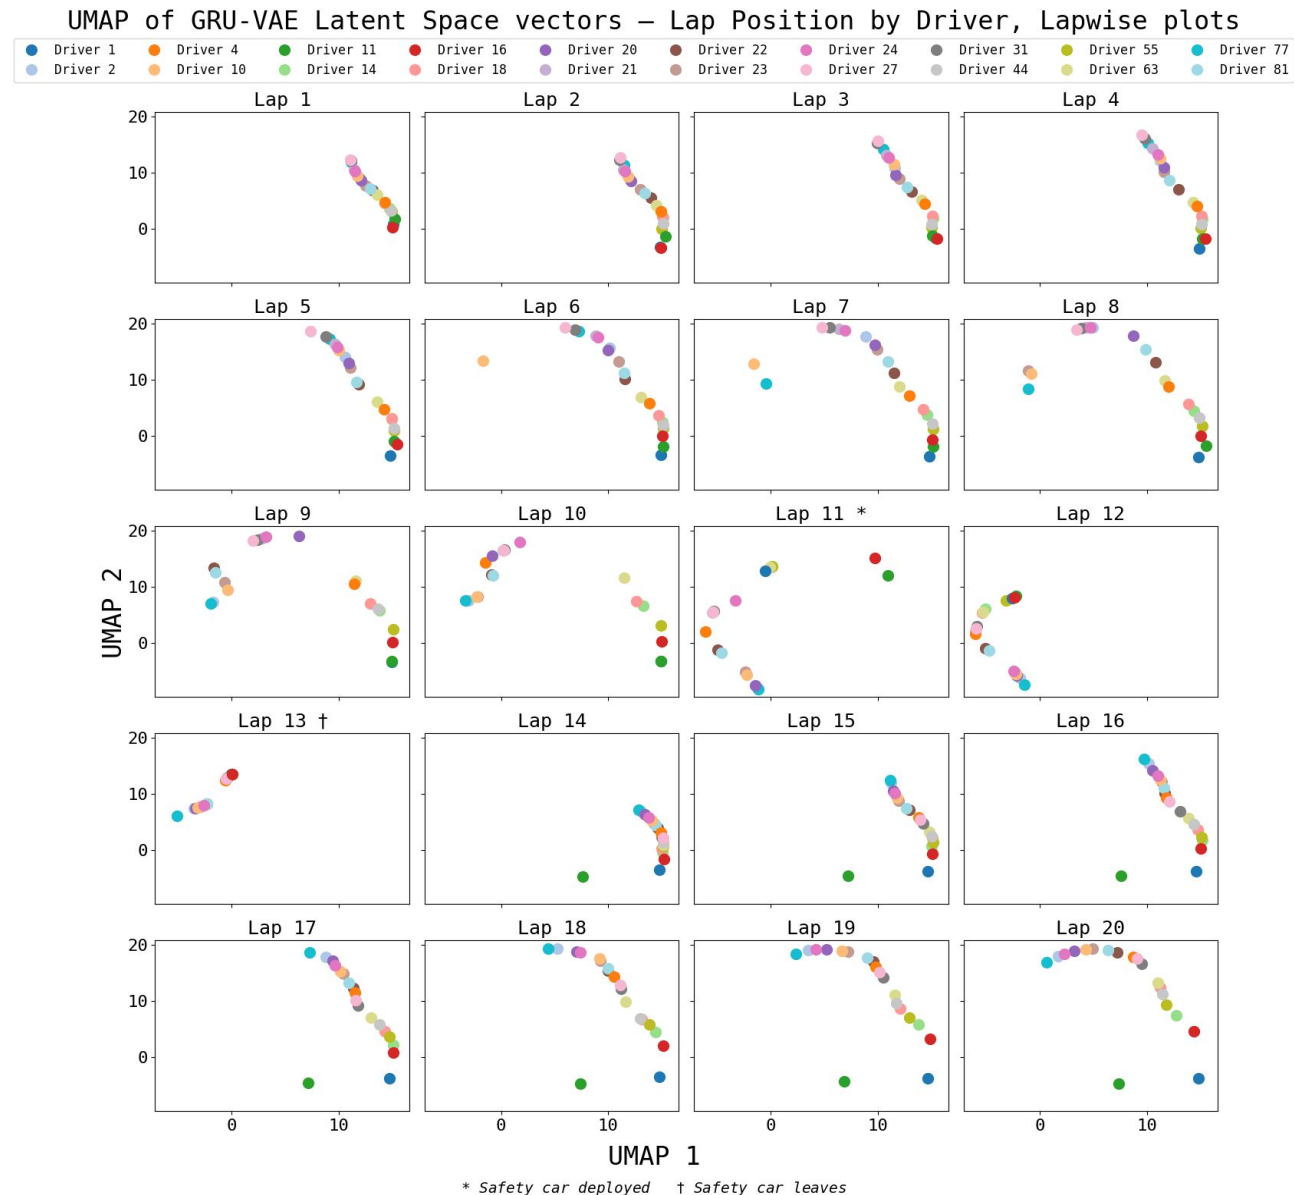 UMAP of GRU-VAE Latent Space vectors — Lap Position by Driver, Lapwise plots
Driver 1 Driver 4 Driver 11 Driver 16 Driver 20 Driver 22 Driver 24 Driver 31 Driver 55 Driver 77
Driver 2 Driver 10 Driver 14 Driver 18 Driver 21 Driver 23 Driver 27 Driver 44 Driver 63 Driver 81
Lap 1 Lap 2 Lap 3 Lap 4
20
10
0
Lap 5 Lap 6 Lap 7 Lap 8
20
10
0
Lap 9 Lap 10 Lap 11 * Lap 12
20
10
0
UMAP 2
Lap 13 † Lap 14 Lap 15 Lap 16
20
10
0
Lap 17 Lap 18 Lap 19 Lap 20
20
10
0
0 10 0 10 0 10 0 10
UMAP 1
* Safety car deployed † Safety car leaves